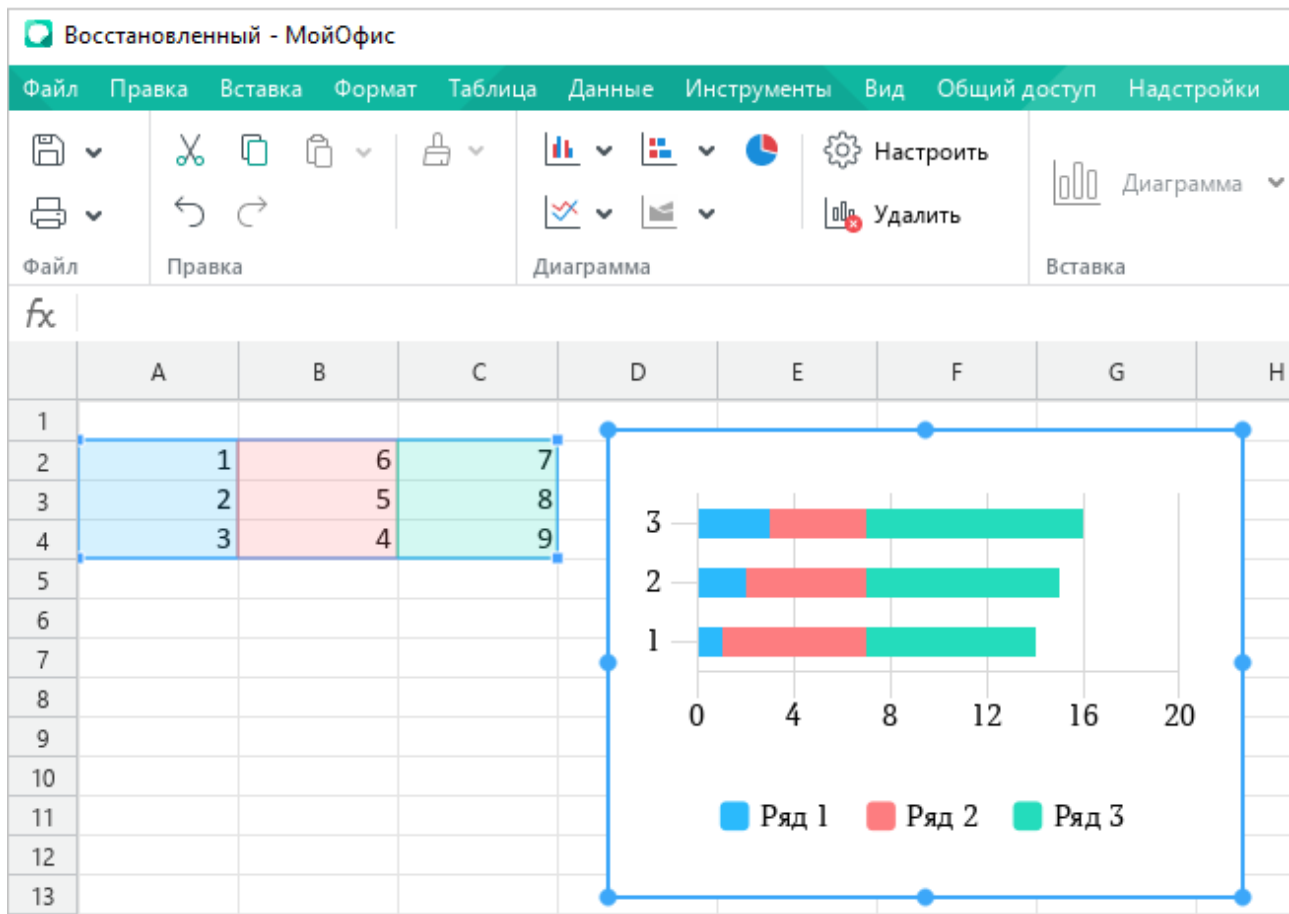 Восстановленный - МойОфис
Файл Правка Вставка Формат Таблица Данные Инструменты Вид Общий доступ Надстройки
Настроить
Диаграмма
Удалить
Файл Правка Диаграмма Вставка
fx
A B C D E F G H
1
2 1 6 7
3 2 5 8
4 3 4 9
5
6
7
8
9
10
11
12
13
3
2
1
0 4 8 12 16 20
Ряд 1 Ряд 2 Ряд 3